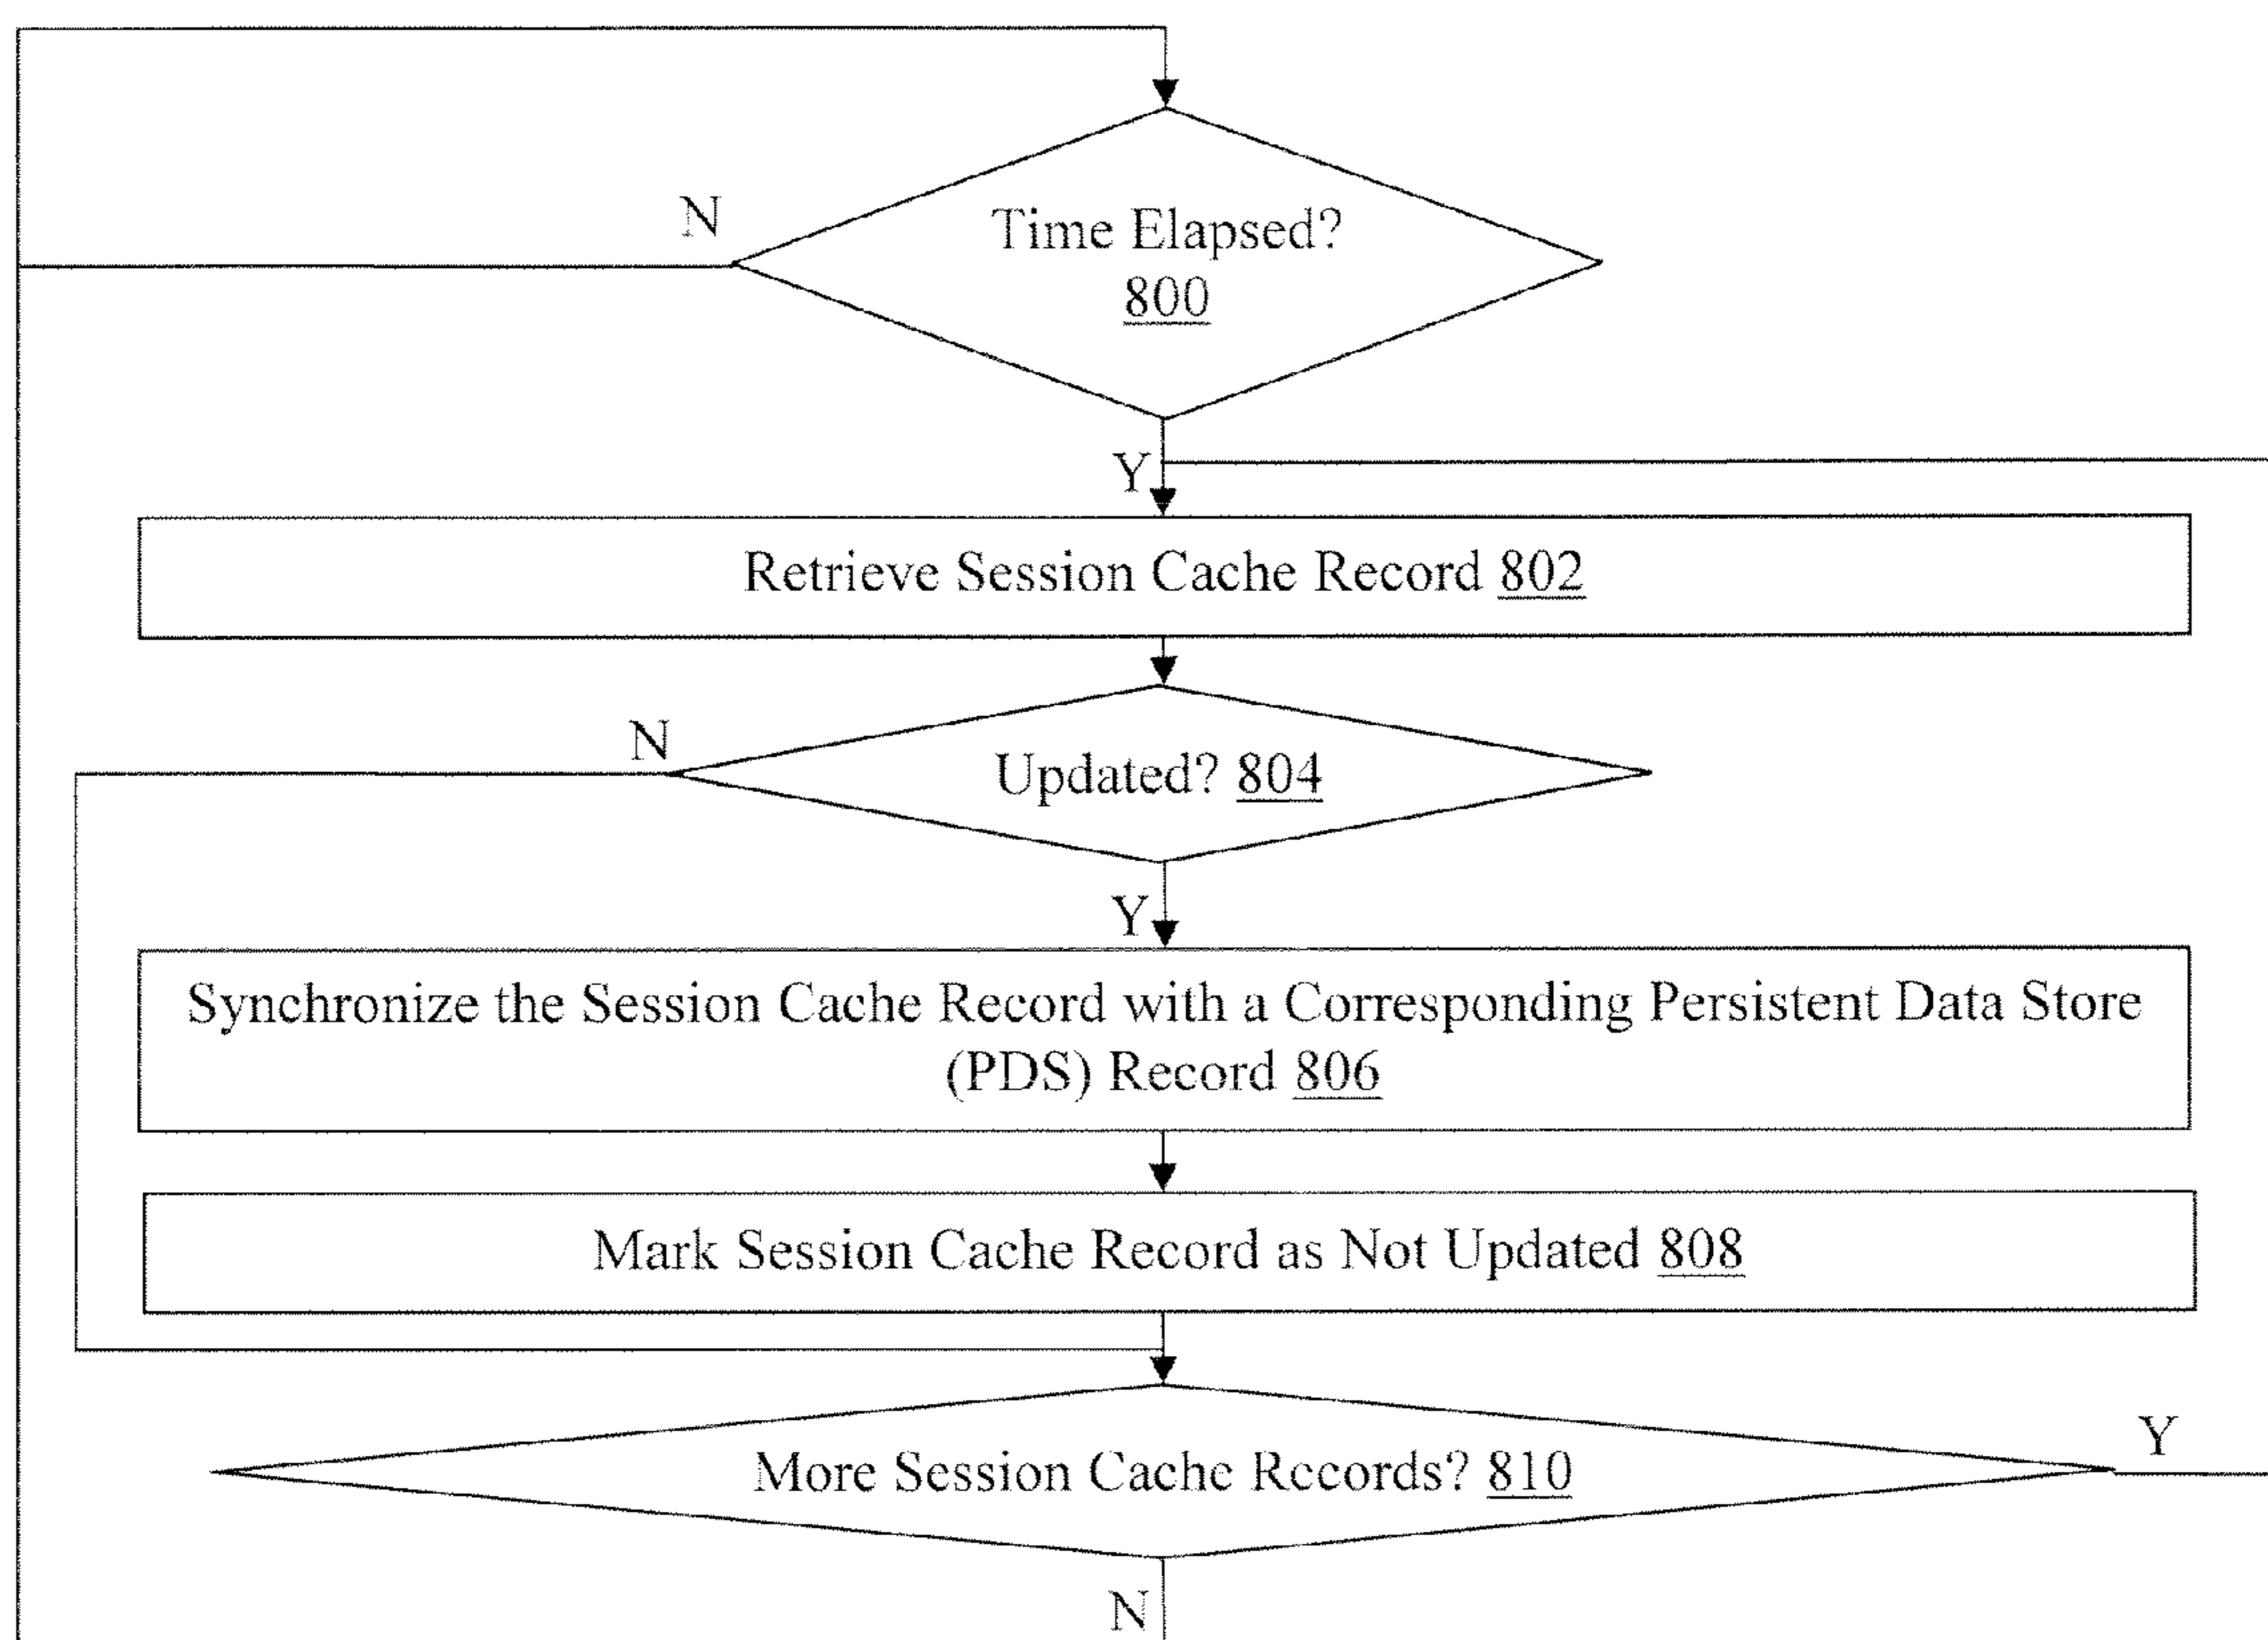 N
Time Elapsed?
800
Y
Retrieve Session Cache Record 802
N
Updated? 804
Y
Synchronize the Session Cache Record with a Corresponding Persistent Data Store
(PDS) Record 806
Mark Session Cache Record as Not Updated 808
More Session Cache Records? 810
Y
N